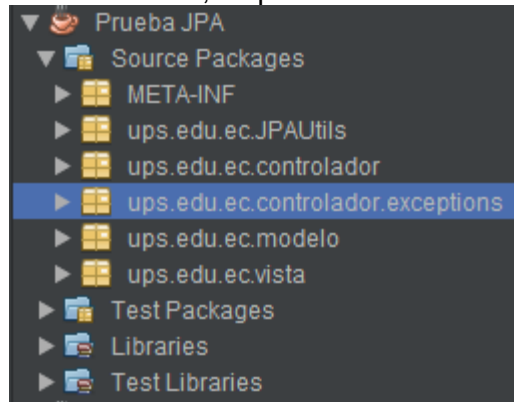 Prueba JPA
Source Packages
META-INF
ups.edu.ec.JPAUtils
ups.edu.ec.controlador
ups.edu.ec.controlador.exceptions
ups.edu.ec.modelo
ups.edu.ec.vista
Test Packages
Libraries
Test Libraries